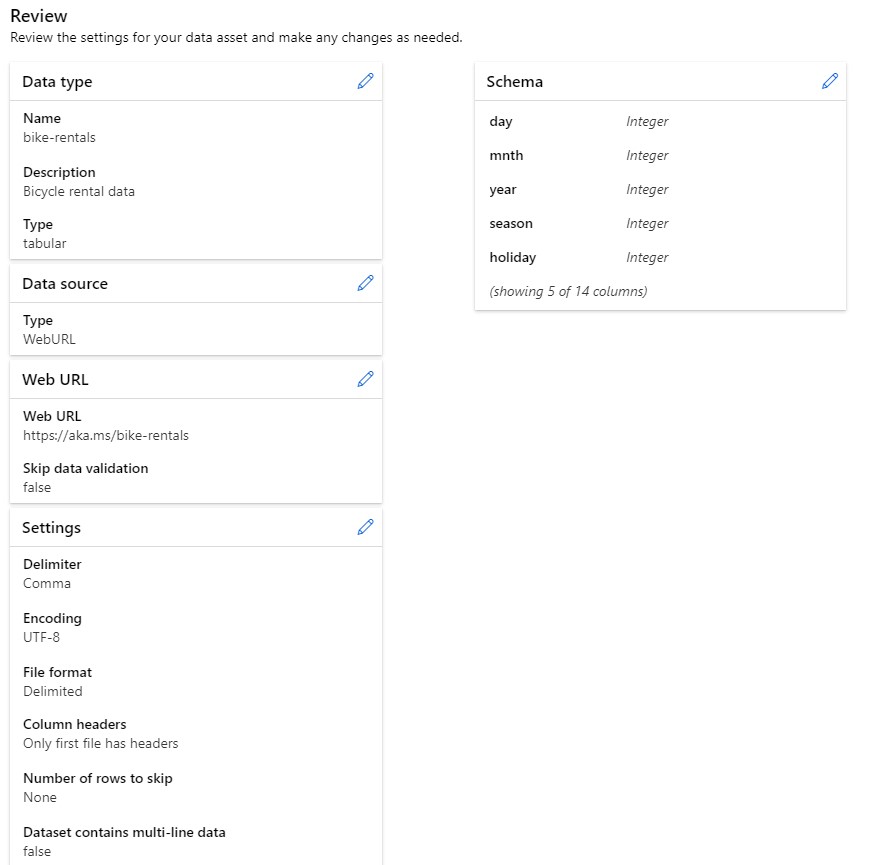 Review
Review the settings for your data asset and make any changes as needed.
Data type
Name
bike-rentals
Description
Bicycle rental data
Type
tabular
Data source
Type
WebURL
Web URL
Web URL
https://aka.ms/bike-rentals
Skip data validation
false
Settings
Delimiter
Comma
Encoding
UTF-8
File format
Delimited
Column headers
Only first file has headers
Number of rows to skip
None
Dataset contains multi-line data
false
Schema
day Integer
mnth Integer
year Integer
season Integer
holiday Integer
(showing 5 of 14 columns)